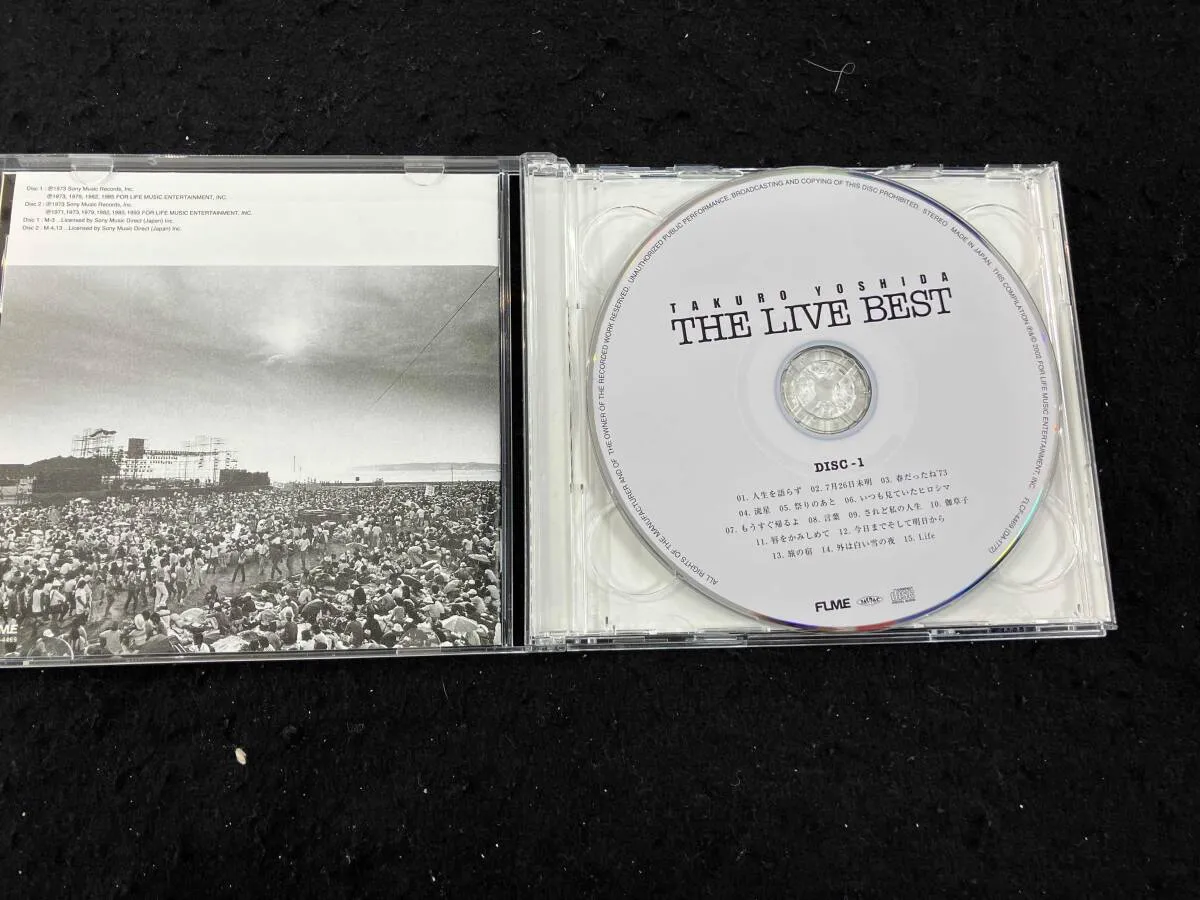 Disc 1 : ℗1973 Sony Music Records, Inc.
℗1973, 1979, 1982, 1985 FOR LIFE MUSIC ENTERTAINMENT, INC.
Disc 2 : ℗1973 Sony Music Records, Inc.
℗1971,1973,1979,1982,1985,1993 FOR LIFE MUSIC ENTERTAINMENT, INC.
Disc 1 : M-3 ...Licensed by Sony Music Direct (Japan) Inc.
Disc 2 : M-4,13 ...Licensed by Sony Music Direct (Japan) Inc.
FLME
ALL RIGHTS OF THE MANUFACTURER AND OF THE OWNER OF THE RECORDED WORK RESERVED. UNAUTHORIZED PUBLIC PERFORMANCE, BROADCASTING AND COPYING OF THIS DISC PROHIBITED. STEREO MADE IN JAPAN THIS COMPILATION ℗&© 2002 FOR LIFE MUSIC ENTERTAINMENT, INC. FLCF-4469 (DA-1772)
TAKURO YOSHIDA
THE LIVE BEST
DISC-1
01. 人生を語らず 02. 7月26日未明 03. 春だったね'73
04. 流星 05. 祭りのあと 06. いつも見ていたヒロシマ
07. もうすぐ帰るよ 08. 言葉 09. されど私の人生 10. 伽草子
11. 唇をかみしめて 12. 今日までそして明日から
13. 旅の宿 14. 外は白い雪の夜 15. Life
FLME